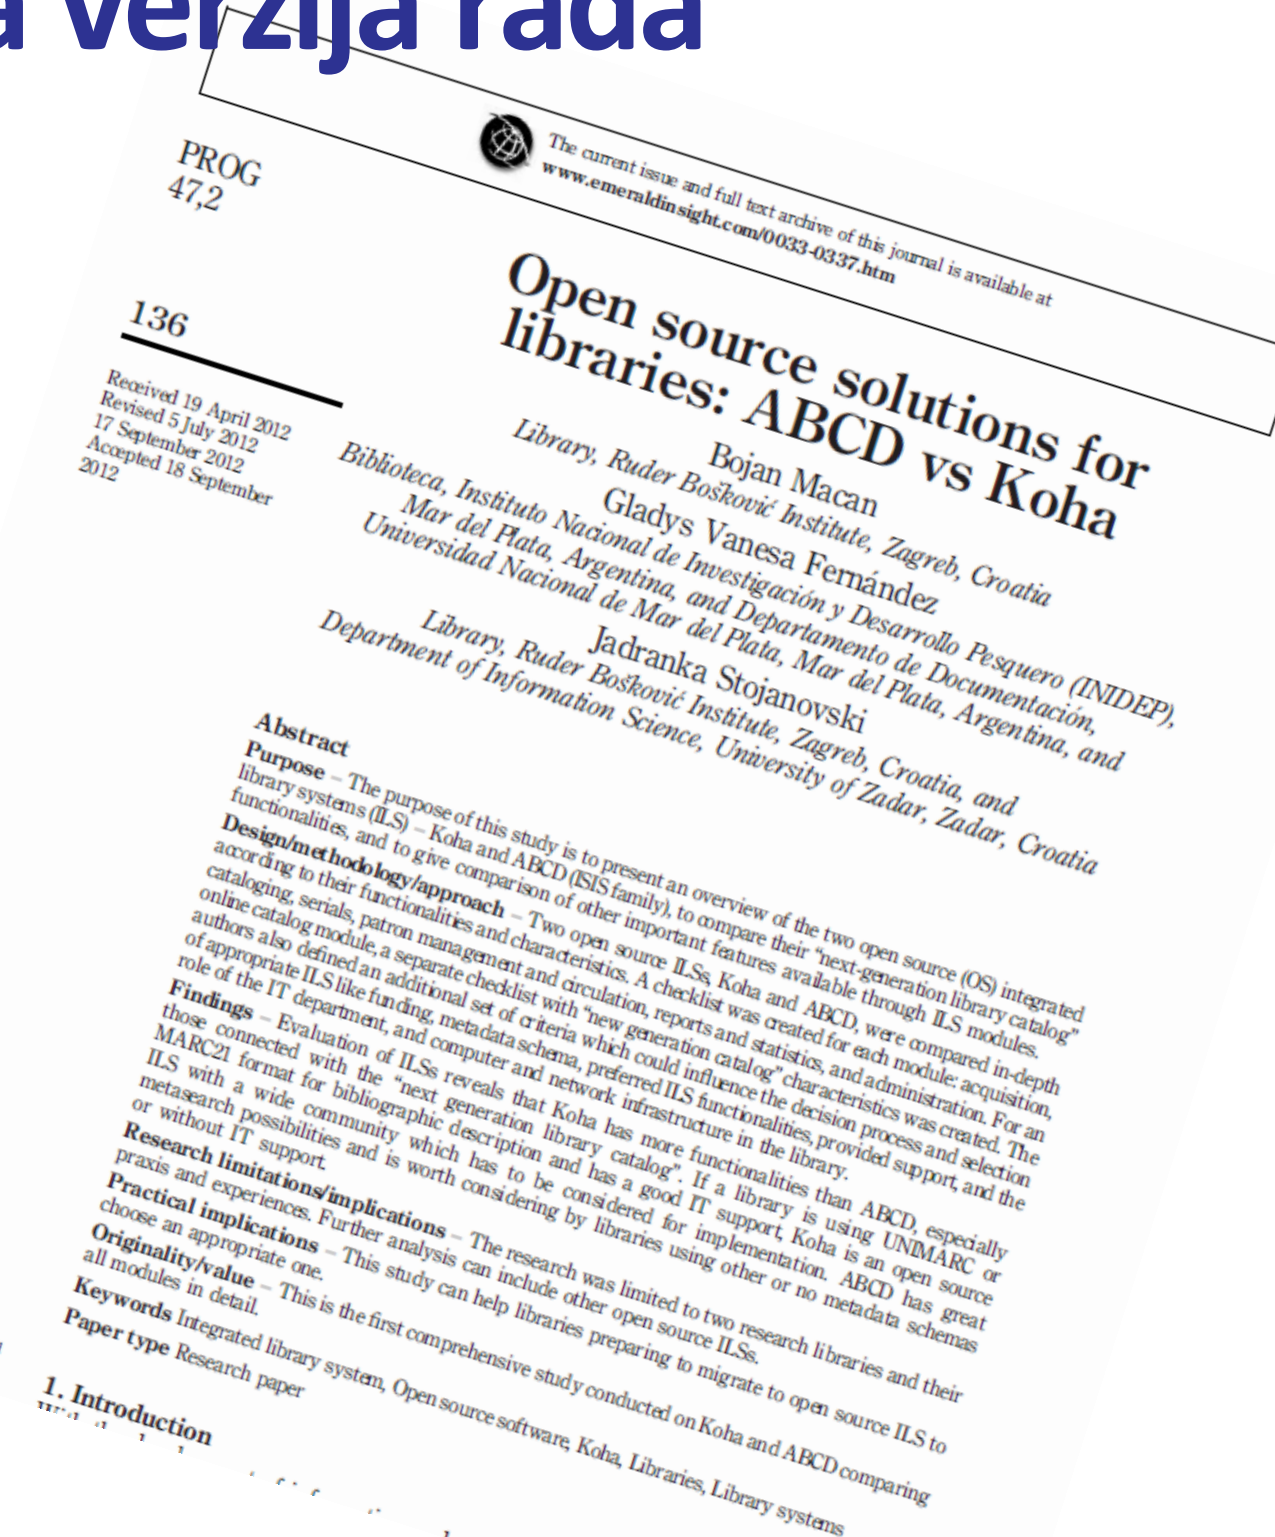 a verzija rada
The current issue and full text archive of this journal is available at
www.emeraldinsight.com/0033-0337.htm
PROG
47,2
136
Received 19 April 2012
Revised 5 July 2012
17 September 2012
Accepted 18 September
2012
Open source solutions for
libraries: ABCD vs Koha
Bojan Macan
Library, Ruder Bošković Institute, Zagreb, Croatia
Gladys Vanesa Fernández
Biblioteca, Instituto Nacional de Investigación y Desarrollo Pesquero (INIDEP),
Mar del Plata, Argentina, and Departamento de Documentación,
Universidad Nacional de Mar del Plata, Mar del Plata, Argentina, and
Jadranka Stojanovski
Library, Ruder Bošković Institute, Zagreb, Croatia, and
Department of Information Science, University of Zadar, Zadar, Croatia
Abstract
Purpose – The purpose of this study is to present an overview of the two open source (OS) integrated
library systems (ILS) – Koha and ABCD (ISIS family), to compare their “next-generation library catalog”
functionalities, and to give comparison of other important features available through ILS modules.
Design/methodology/approach – Two open source ILSs, Koha and ABCD, were compared in-depth
according to their functionalities and characteristics. A checklist was created for each module: acquisition,
cataloging, serials, patron management and circulation, reports and statistics, and administration. For an
online catalog module, a separate checklist with “new generation catalog” characteristics was created. The
authors also defined an additional set of criteria which could influence the decision process and selection
of appropriate ILS like funding, metadata schema, preferred ILS functionalities, provided support, and the
role of the IT department, and computer and network infrastructure in the library.
Findings – Evaluation of ILSs reveals that Koha has more functionalities than ABCD, especially
those connected with the “next generation library catalog”. If a library is using UNIMARC or
MARC21 format for bibliographic description and has a good IT support, Koha is an open source
ILS with a wide community which has to be considered for implementation. ABCD has great
metasearch possibilities and is worth considering by libraries using other or no metadata schemas
or without IT support.
Research limitations/implications – The research was limited to two research libraries and their
praxis and experiences. Further analysis can include other open source ILSs.
Practical implications – This study can help libraries preparing to migrate to open source ILS to
choose an appropriate one.
Originality/value – This is the first comprehensive study conducted on Koha and ABCD comparing
all modules in detail.
Keywords Integrated library system, Open source software, Koha, Libraries, Library systems
Paper type Research paper
1. Introduction